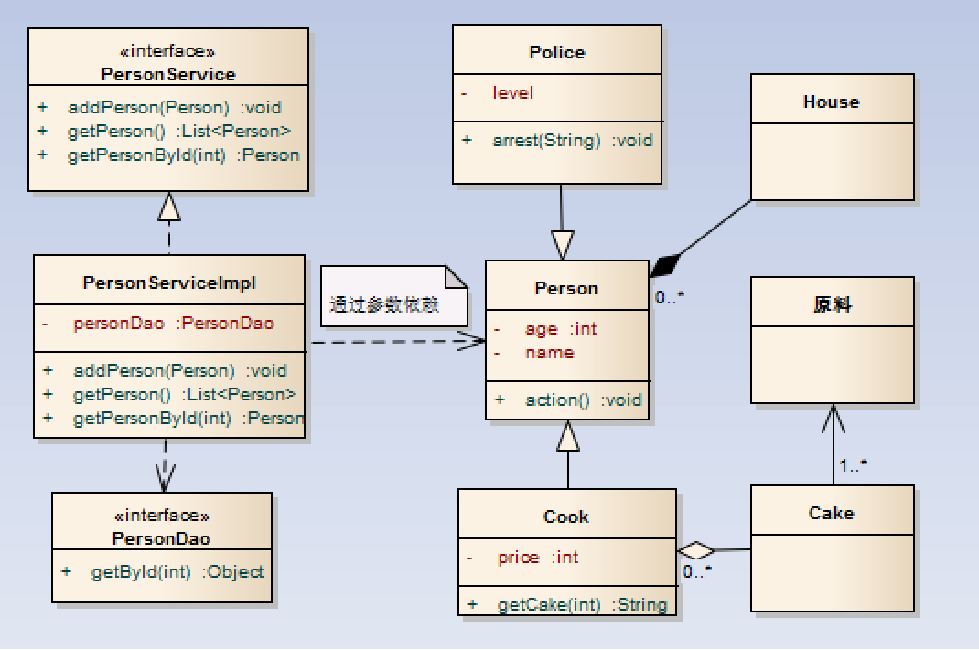 «interface»
PersonService
+ addPerson(Person) :void
+ getPerson() :List<Person>
+ getPersonById(int) :Person
Police
- level
+ arrest(String) :void
House
PersonServiceImpl
- personDao :PersonDao
+ addPerson(Person) :void
+ getPerson() :List<Person>
+ getPersonById(int) :Person
通过参数依赖
Person
- age :int
- name
+ action() :void
0..*
原料
1..*
«interface»
PersonDao
+ getById(int) :Object
Cook
- price :int
+ getCake(int) :String
0..*
Cake